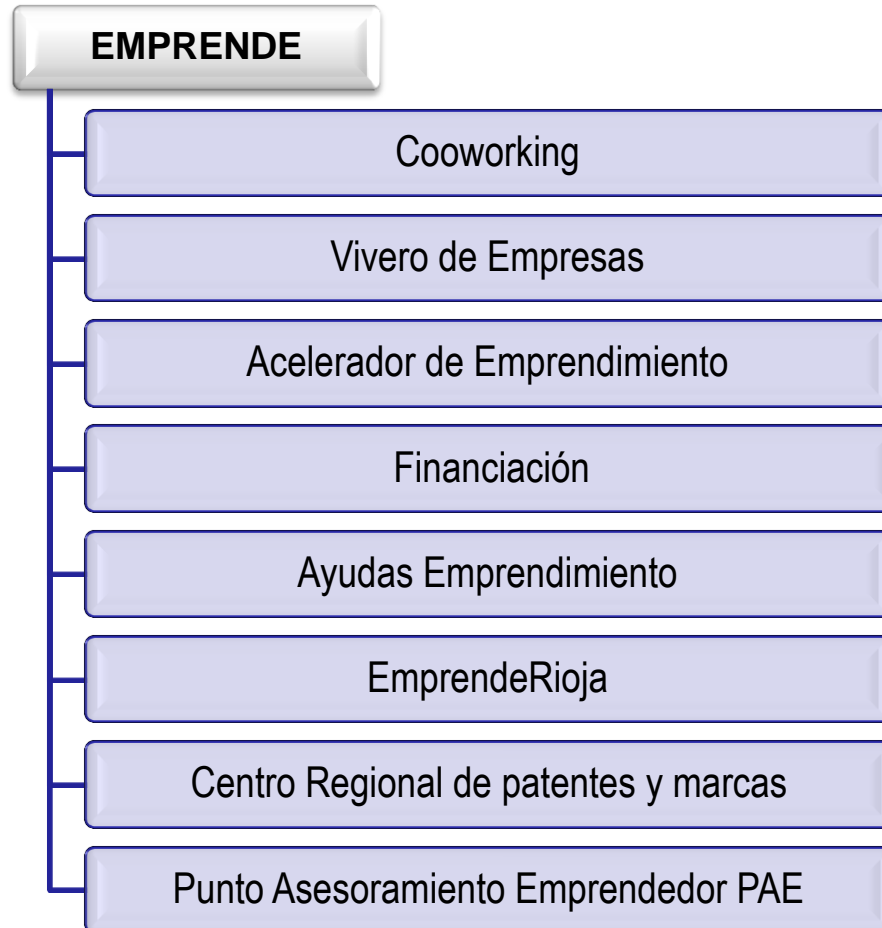 EMPRENDE
Cooworking
Vivero de Empresas
Acelerador de Emprendimiento
Financiación
Ayudas Emprendimiento
EmprendeRioja
Centro Regional de patentes y marcas
Punto Asesoramiento Emprendedor PAE